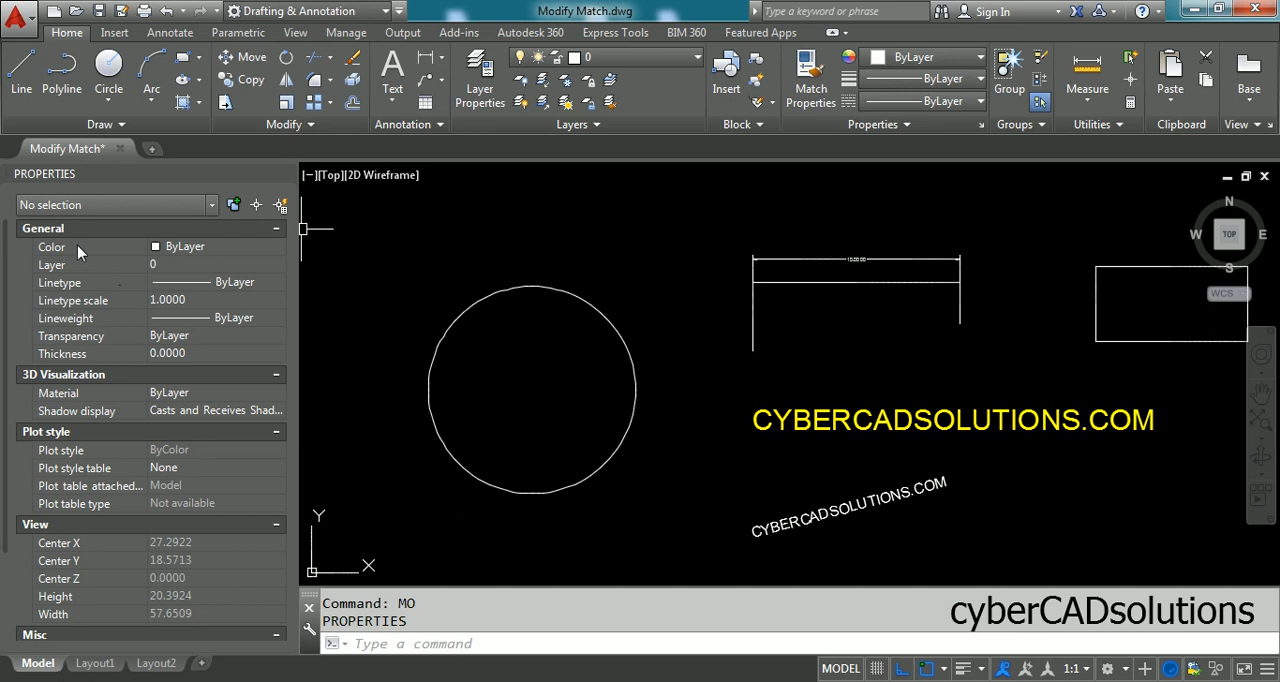 Drafting & Annotation
Modify Match.dwg
Type a keyword or phrase
Sign In
Home Insert Annotate Parametric View Manage Output Add-ins Autodesk 360 Express Tools BIM 360 Featured Apps
Line Polyline Circle Arc
Move
Copy
Text
Layer Properties
0
Insert
Match Properties
ByLayer
ByLayer
ByLayer
Group
Measure
Paste
Base
Draw Modify Annotation Layers Block Properties Groups Utilities Clipboard View
Modify Match*
PROPERTIES
[−][Top][2D Wireframe]
No selection
General
Color ByLayer
Layer 0
Linetype ByLayer
Linetype scale 1.0000
Lineweight ByLayer
Transparency ByLayer
Thickness 0.0000
3D Visualization
Material ByLayer
Shadow display Casts and Receives Shad...
Plot style
Plot style ByColor
Plot style table None
Plot table attached... Model
Plot table type Not available
View
Center X 27.2922
Center Y 18.5713
Center Z 0.0000
Height 20.3924
Width 57.6509
Misc
N
W TOP E
S
WCS
CYBERCADSOLUTIONS.COM
CYBERCADSOLUTIONS.COM
Y
X
Command: MO
PROPERTIES
Type a command
cyberCADsolutions
Model Layout1 Layout2
MODEL 1:1